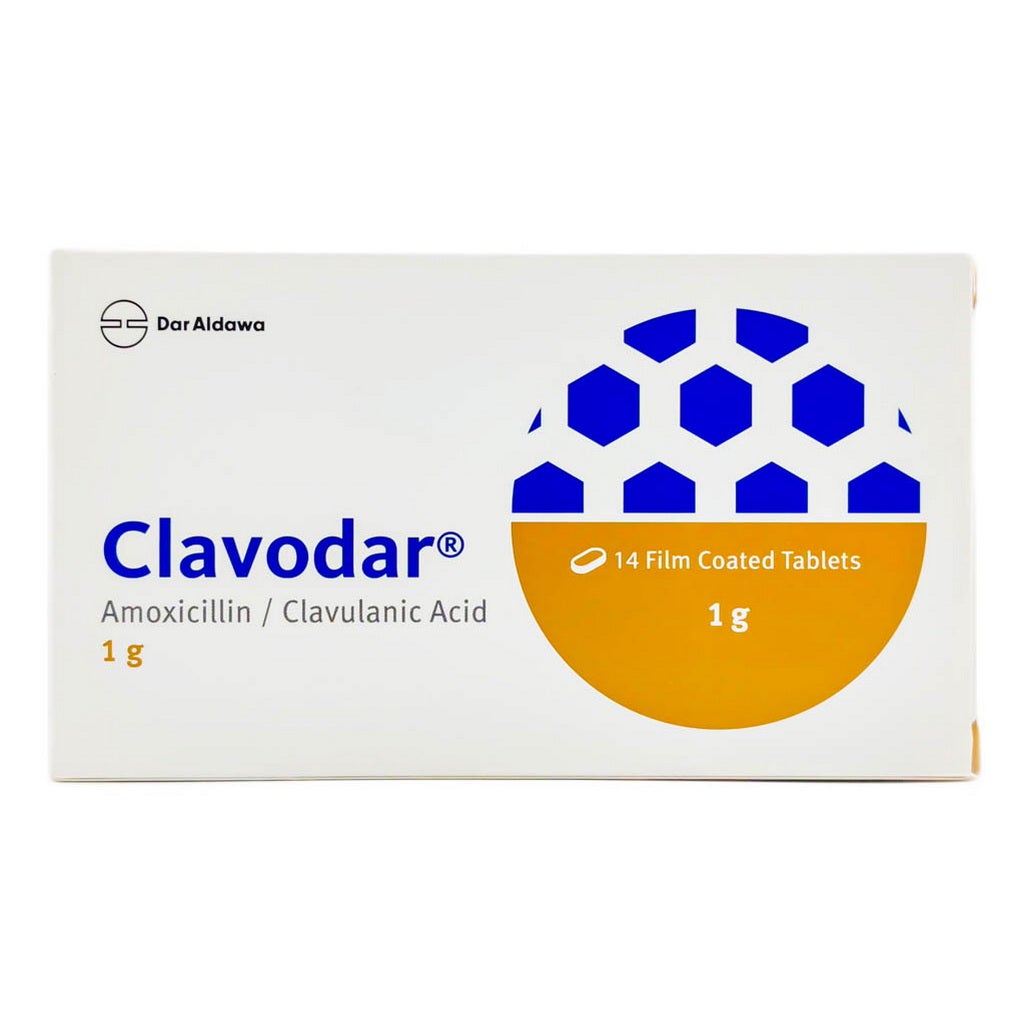 Dar Aldawa
Clavodar®
Amoxicillin / Clavulanic Acid
1 g
14 Film Coated Tablets
1 g